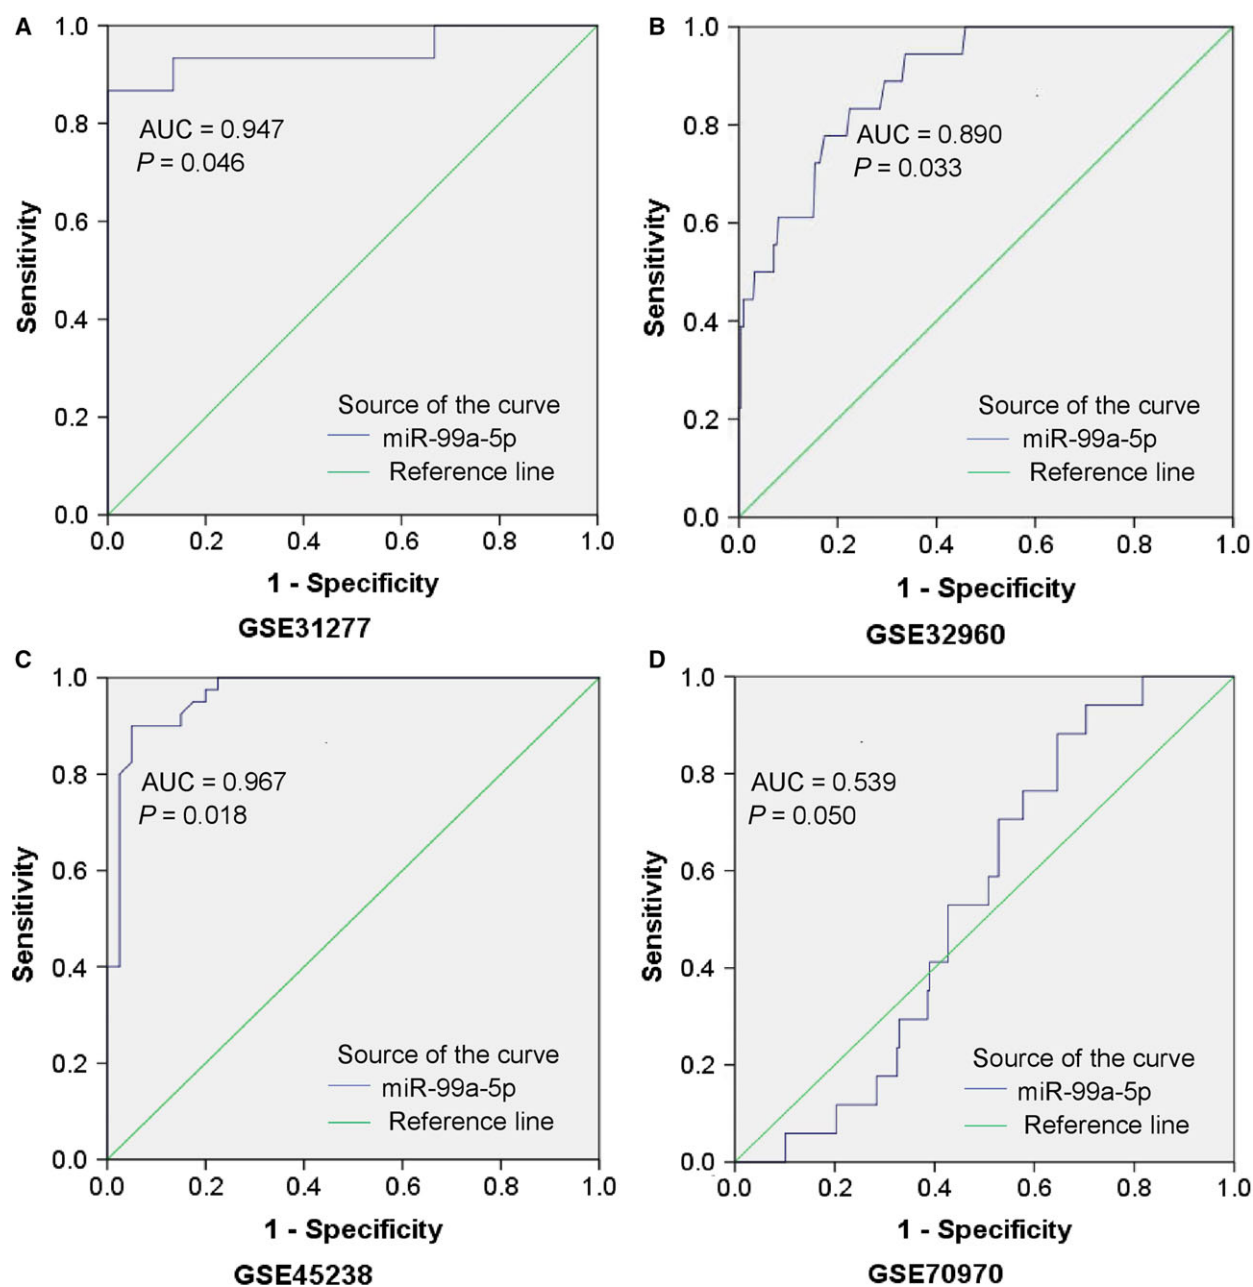 A
1.0
0.8
0.6
0.4
0.2
0.0
Sensitivity
AUC = 0.947
P = 0.046
Source of the curve
miR-99a-5p
Reference line
0.0 0.2 0.4 0.6 0.8 1.0
1 - Specificity
GSE31277
B
1.0
0.8
0.6
0.4
0.2
0.0
Sensitivity
AUC = 0.890
P = 0.033
Source of the curve
miR-99a-5p
Reference line
0.0 0.2 0.4 0.6 0.8 1.0
1 - Specificity
GSE32960
C
1.0
0.8
0.6
0.4
0.2
0.0
Sensitivity
AUC = 0.967
P = 0.018
Source of the curve
miR-99a-5p
Reference line
0.0 0.2 0.4 0.6 0.8 1.0
1 - Specificity
GSE45238
D
1.0
0.8
0.6
0.4
0.2
0.0
Sensitivity
AUC = 0.539
P = 0.050
Source of the curve
miR-99a-5p
Reference line
0.0 0.2 0.4 0.6 0.8 1.0
1 - Specificity
GSE70970